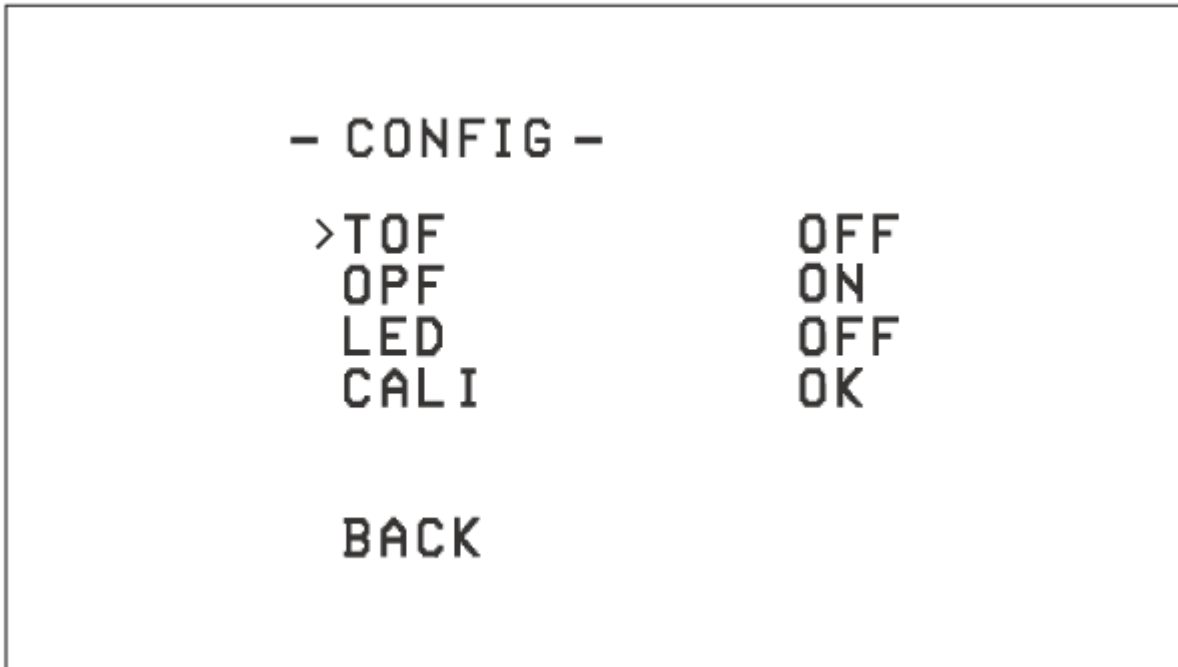 - CONFIG -
>TOF OFF
OPF ON
LED OFF
CALI OK
BACK